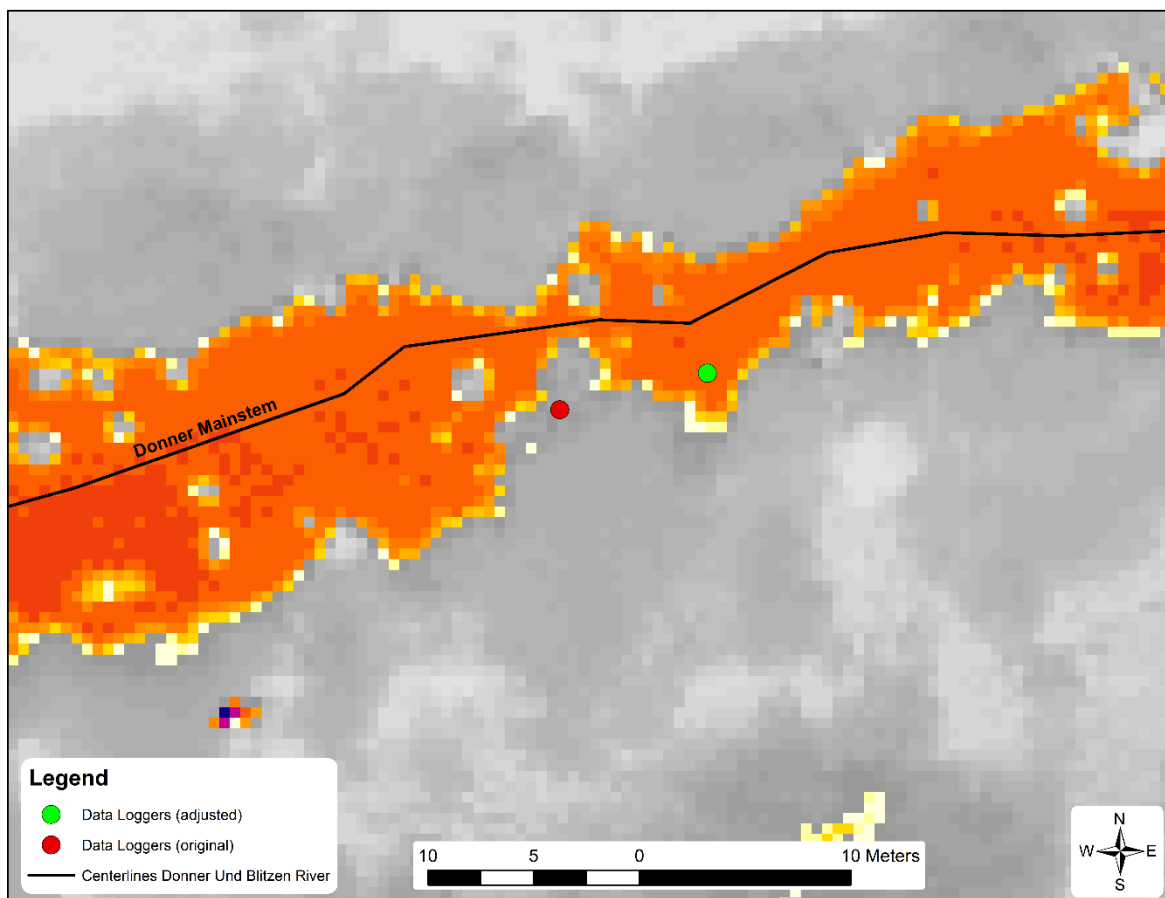 Donner Mainstem
Legend
Data Loggers (adjusted)
Data Loggers (original)
Centerlines Donner Und Blitzen River
10 5 0 10 Meters
N
W E
S